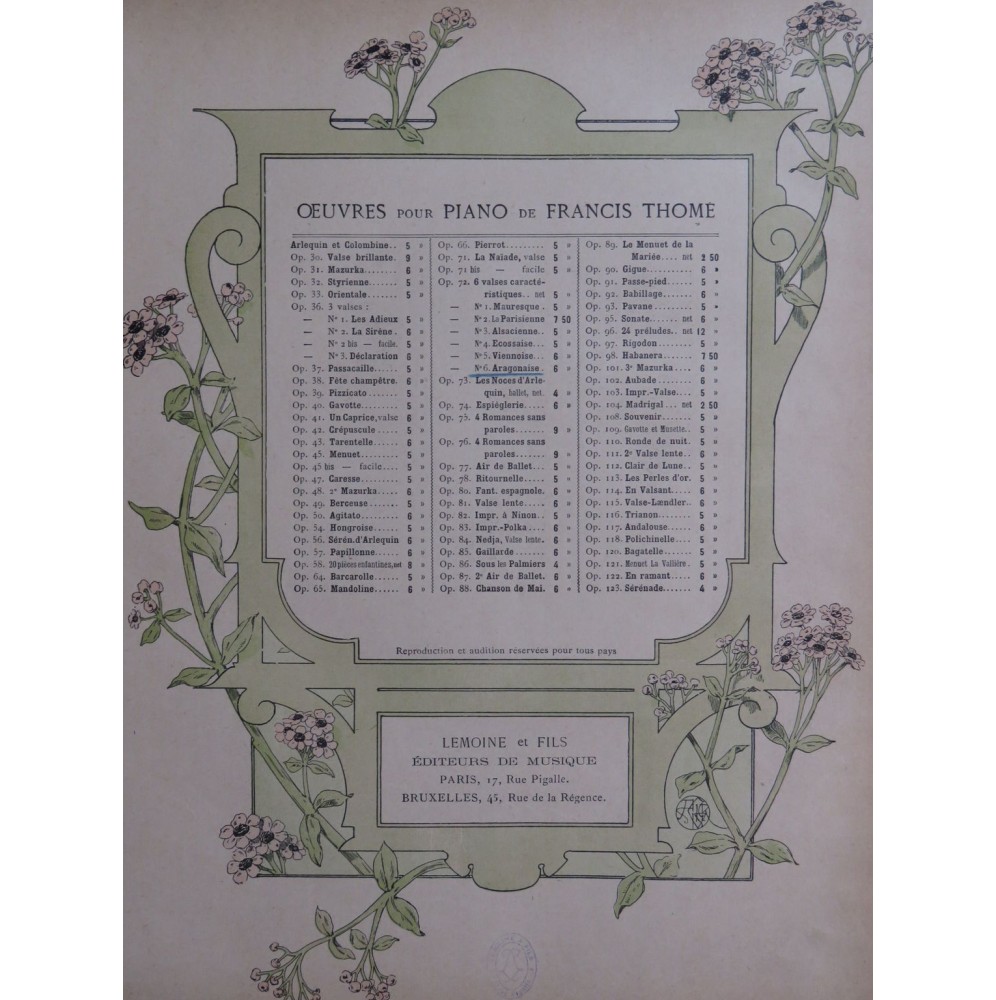 ŒUVRES POUR PIANO DE FRANCIS THOMÉ
Arlequin et Colombine.. 5 »
Op. 30. Valse brillante. 9 »
Op. 31. Mazurka........ 6 »
Op. 32. Styrienne....... 5 »
Op. 33. Orientale....... 5 »
Op. 36. 3 valses :
— Nº 1. Les Adieux 5 »
— Nº 2. La Sirène. 6 »
— Nº 2 bis — facile. 5 »
— Nº 3. Déclaration 6 »
Op. 37. Passacaille..... 5 »
Op. 38. Fête champêtre. 6 »
Op. 39. Pizzicato....... 5 »
Op. 40. Gavotte........ 5 »
Op. 41. Un Caprice, valse 6 »
Op. 42. Crépuscule..... 5 »
Op. 43. Tarentelle...... 6 »
Op. 45. Menuet......... 5 »
Op. 45 bis — facile.... 5 »
Op. 47. Caresse........ 5 »
Op. 48. 2e Mazurka..... 6 »
Op. 49. Berceuse....... 5 »
Op. 50. Agitato........ 6 »
Op. 54. Hongroise...... 5 »
Op. 56. Sérén. d'Arlequin 6 »
Op. 57. Papillonne...... 6 »
Op. 58. 20 pièces enfantines, net 8 »
Op. 64. Barcarolle...... 5 »
Op. 65. Mandoline...... 6 »
Op. 66. Pierrot......... 5 »
Op. 71. La Naïade, valse 5 »
Op. 71 bis — facile 5 »
Op. 72. 6 valses caracté-
ristiques.. net 5 »
— Nº 1. Mauresque . 5 »
— Nº 2. La Parisienne 7 50
— Nº 3. Alsacienne.. 5 »
— Nº 4. Ecossaise... 5 »
— Nº 5. Viennoise... 6 »
— Nº 6. Aragonaise . 6 »
Op. 73. Les Noces d'Arle-
quin, ballet, net. 4 »
Op. 74. Espiéglerie..... 6 »
Op. 75. 4 Romances sans
paroles....... 9 »
Op. 76. 4 Romances sans
paroles....... 9 »
Op. 77. Air de Ballet... 5 »
Op. 78. Ritournelle..... 5 »
Op. 80. Fant. espagnole. 6 »
Op. 81. Valse lente..... 6 »
Op. 82. Impr. à Ninon.. 5 »
Op. 83. Impr.-Polka.... 6 »
Op. 84. Nedja, Valse lente. 6 »
Op. 85. Gaillarde....... 6 »
Op. 86. Sous les Palmiers 4 »
Op. 87. 2e Air de Ballet. 6 »
Op. 88. Chanson de Mai. 6 »
Op. 89. Le Menuet de la
Mariée.... net 2 50
Op. 90. Gigue........... 6 »
Op. 91. Passe-pied...... 5 »
Op. 92. Babillage....... 6 »
Op. 93. Pavane......... 5 »
Op. 95. Sonate..... net 6 »
Op. 96. 24 préludes.. net 12 »
Op. 97. Rigodon........ 5 »
Op. 98. Habanera...... 7 50
Op. 101. 3e Mazurka.... 6 »
Op. 102. Aubade........ 6 »
Op. 103. Impr.-Valse.... 5 »
Op. 104. Madrigal... net 2 50
Op. 108. Souvenir....... 5 »
Op. 109. Gavotte et Musette.. 5 »
Op. 110. Ronde de nuit. 5 »
Op. 111. 2e Valse lente.. 6 »
Op. 112. Clair de Lune.. 5 »
Op. 113. Les Perles d'or. 5 »
Op. 114. En Valsant..... 6 »
Op. 115. Valse-Lændler.. 6 »
Op. 116. Trianon........ 5 »
Op. 117. Andalouse..... 6 »
Op. 118. Polichinelle.... 5 »
Op. 120. Bagatelle...... 5 »
Op. 121. Menuet La Vallière. 5 »
Op. 122. En ramant..... 6 »
Op. 123. Sérénade....... 4 »
Reproduction et audition réservées pour tous pays
LEMOINE et FILS
ÉDITEURS DE MUSIQUE
PARIS, 17, Rue Pigalle.
BRUXELLES, 45, Rue de la Régence.